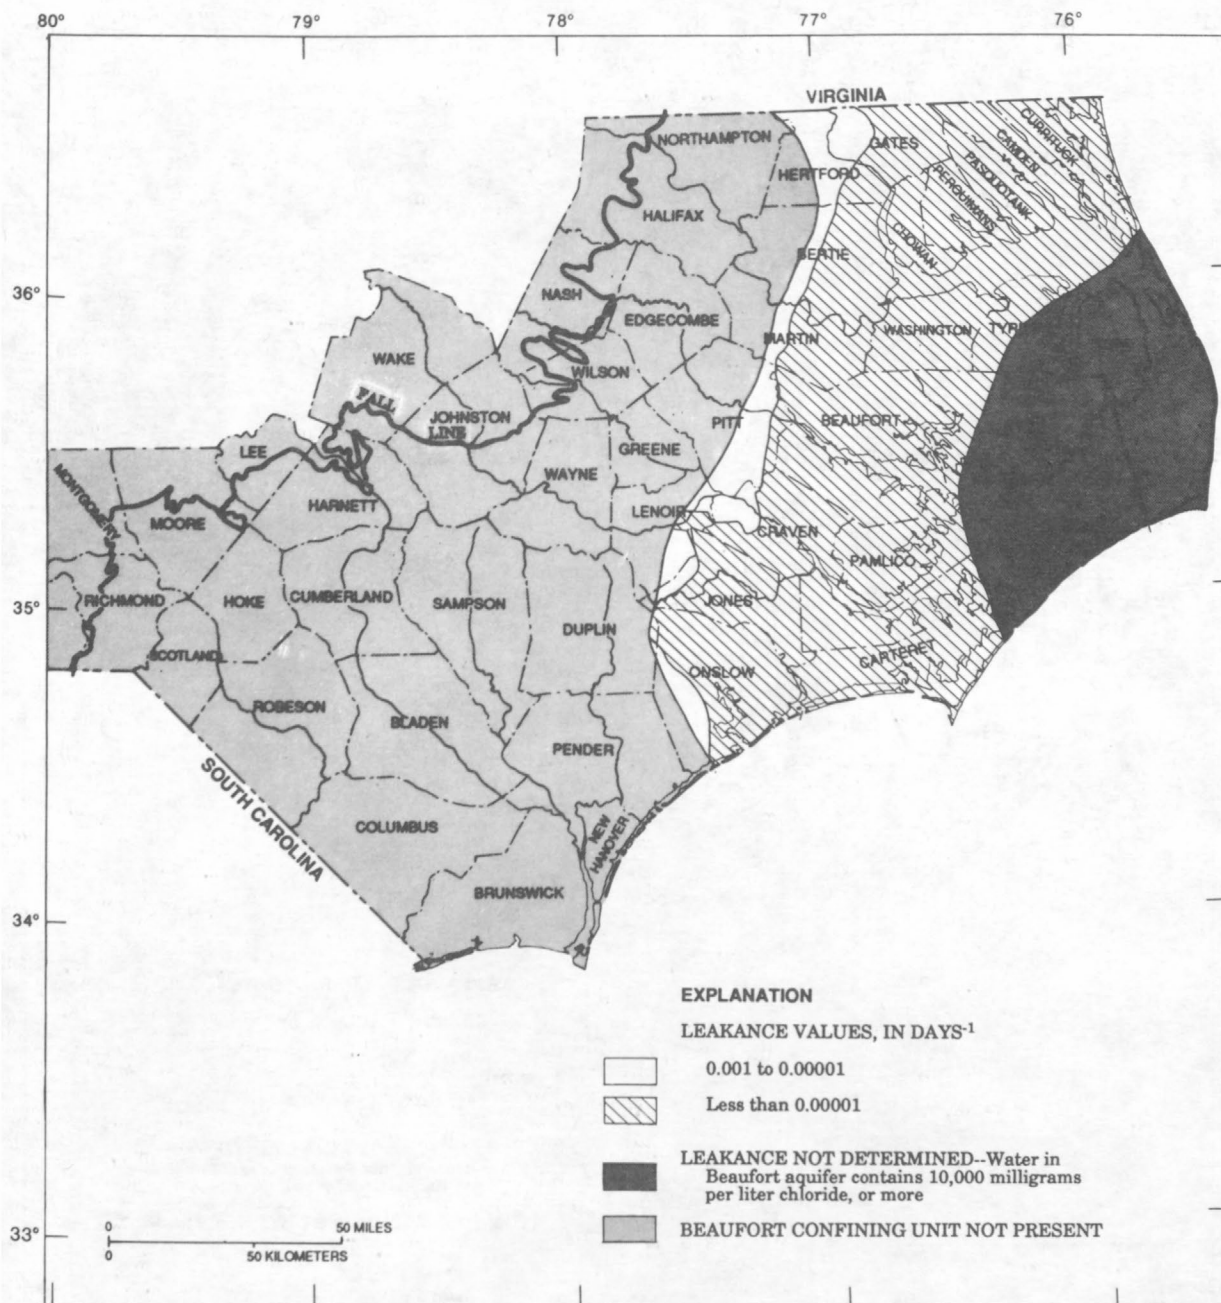 80° 79° 78° 77° 76°
VIRGINIA
NORTHAMPTON
GATES
CURRITUCK
CAMDEN
PASQUOTANK
PERQUIMANS
HERTFORD
HALIFAX
CHOWAN
BERTIE
36°
NASH
EDGECOMBE
MARTIN
WASHINGTON
WAKE
WILSON
FALL
LINE
JOHNSTON
PITT
BEAUFORT
LEE
GREENE
WAYNE
MONTGOMERY
MOORE
HARNETT
LENOIR
CRAVEN
PAMLICO
35°
RICHMOND
HOKE
CUMBERLAND
SAMPSON
JONES
DUPLIN
SCOTLAND
CARTERET
ONSLOW
ROBESON
BLADEN
PENDER
SOUTH CAROLINA
COLUMBUS
NEW
HANOVER
BRUNSWICK
34°
EXPLANATION
LEAKANCE VALUES, IN DAYS⁻¹
0.001 to 0.00001
Less than 0.00001
LEAKANCE NOT DETERMINED--Water in
Beaufort aquifer contains 10,000 milligrams
per liter chloride, or more
BEAUFORT CONFINING UNIT NOT PRESENT
33°
0 50 MILES
0 50 KILOMETERS